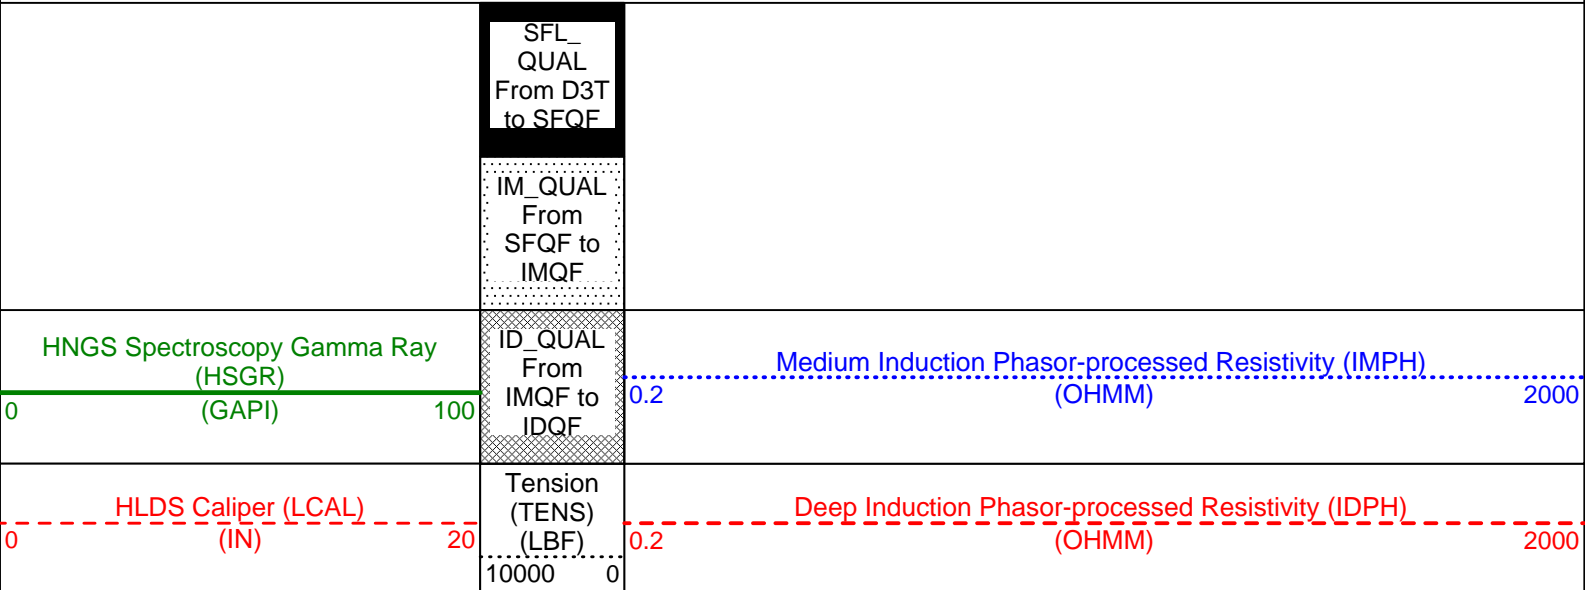 SFL_
QUAL
From D3T
to SFQF
IM_QUAL
From
SFQF to
IMQF
HNGS Spectroscopy Gamma Ray
(HSGR)
(GAPI)
0
100
ID_QUAL
From
IMQF to
IDQF
Medium Induction Phasor-processed Resistivity (IMPH)
(OHMM)
0.2
2000
HLDS Caliper (LCAL)
(IN)
0
20
Tension
(TENS)
(LBF)
10000 0
Deep Induction Phasor-processed Resistivity (IDPH)
(OHMM)
0.2
2000